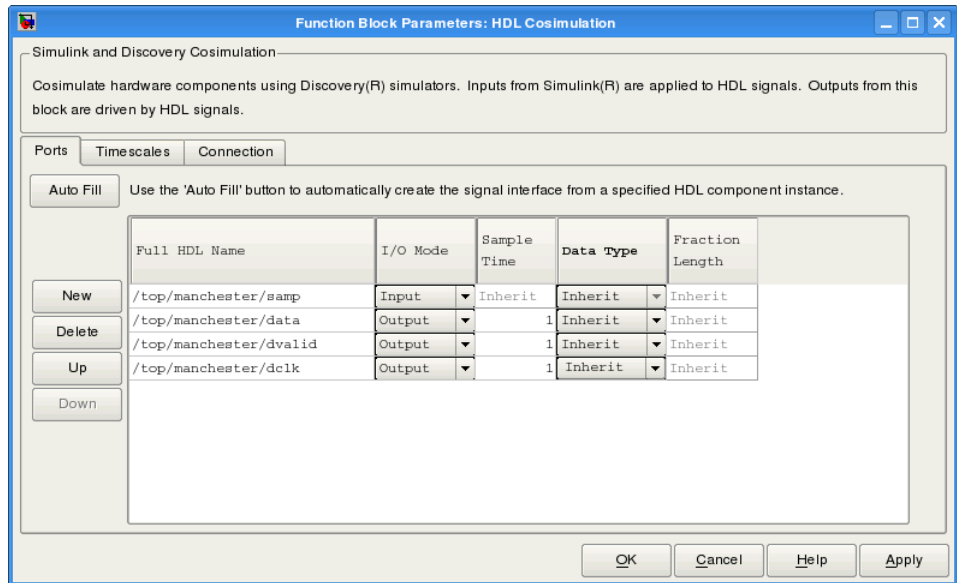 Function Block Parameters: HDL Cosimulation
Simulink and Discovery Cosimulation
Cosimulate hardware components using Discovery(R) simulators. Inputs from Simulink(R) are applied to HDL signals. Outputs from this
block are driven by HDL signals.
Ports Timescales Connection
Auto Fill Use the 'Auto Fill' button to automatically create the signal interface from a specified HDL component instance.
Full HDL Name I/O Mode Sample Time Data Type Fraction Length
New /top/manchester/samp Input Inherit Inherit Inherit
/top/manchester/data Output 1 Inherit Inherit
Delete /top/manchester/dvalid Output 1 Inherit Inherit
Up /top/manchester/dclk Output 1 Inherit Inherit
Down
OK Cancel Help Apply